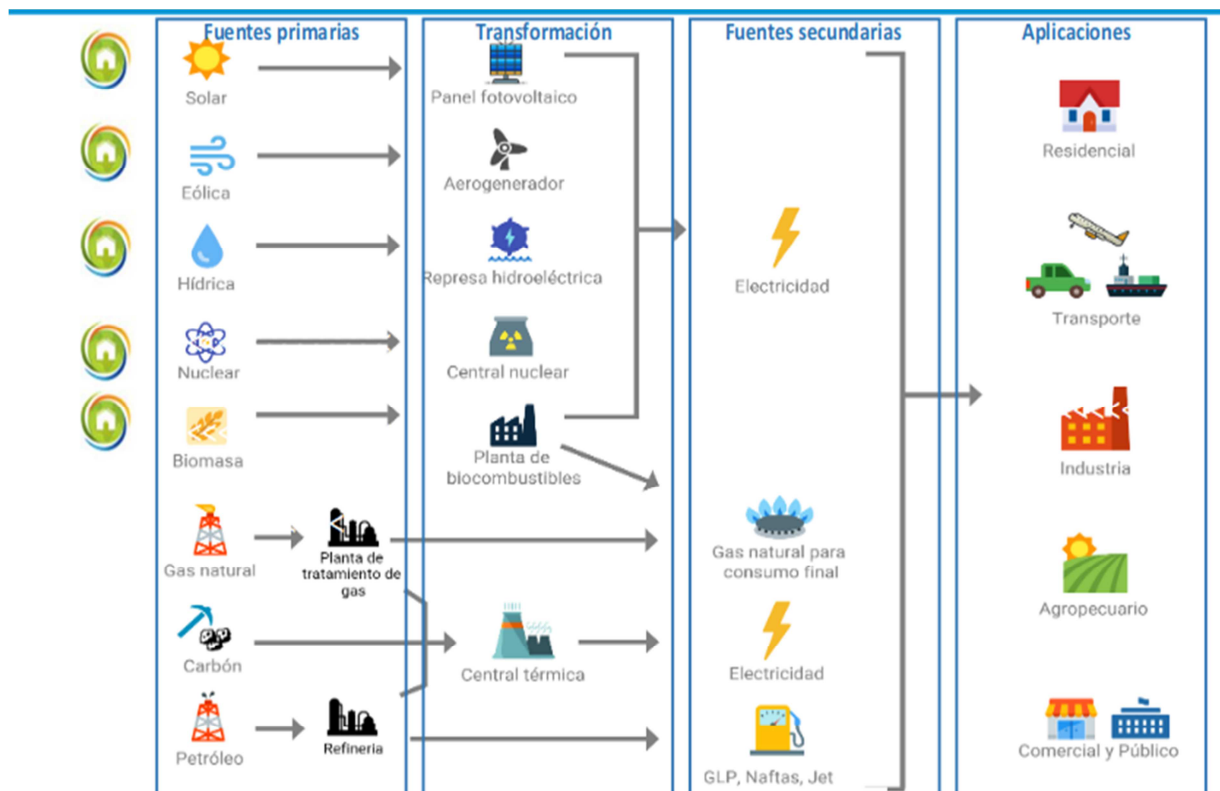 Fuentes primarias
Transformación
Fuentes secundarias
Aplicaciones
Solar
Panel fotovoltaico
Residencial
Eólica
Aerogenerador
Hídrica
Represa hidroeléctrica
Electricidad
Transporte
Nuclear
Central nuclear
Biomasa
Planta de
biocombustibles
Industria
Gas natural
Planta de
tratamiento de
gas
Gas natural para
consumo final
Agropecuario
Carbón
Central térmica
Electricidad
Petróleo
Refineria
GLP, Naftas, Jet
Comercial y Público